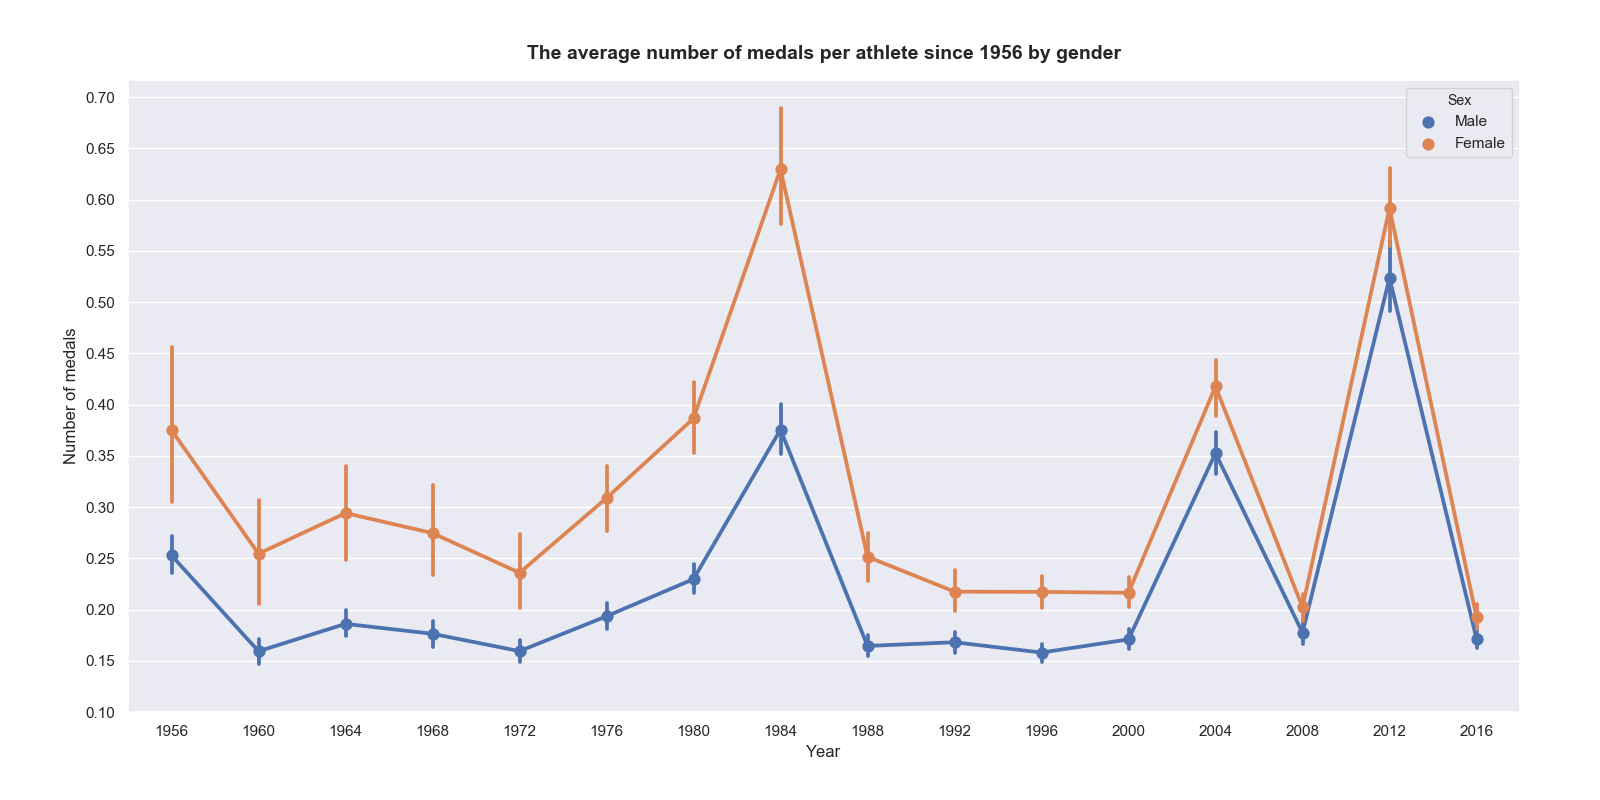 The average number of medals per athlete since 1956 by gender
Sex
Male
Female
0.70
0.65
0.60
0.55
0.50
0.45
0.40
0.35
0.30
0.25
0.20
0.15
0.10
Number of medals
1956 1960 1964 1968 1972 1976 1980 1984 1988 1992 1996 2000 2004 2008 2012 2016
Year